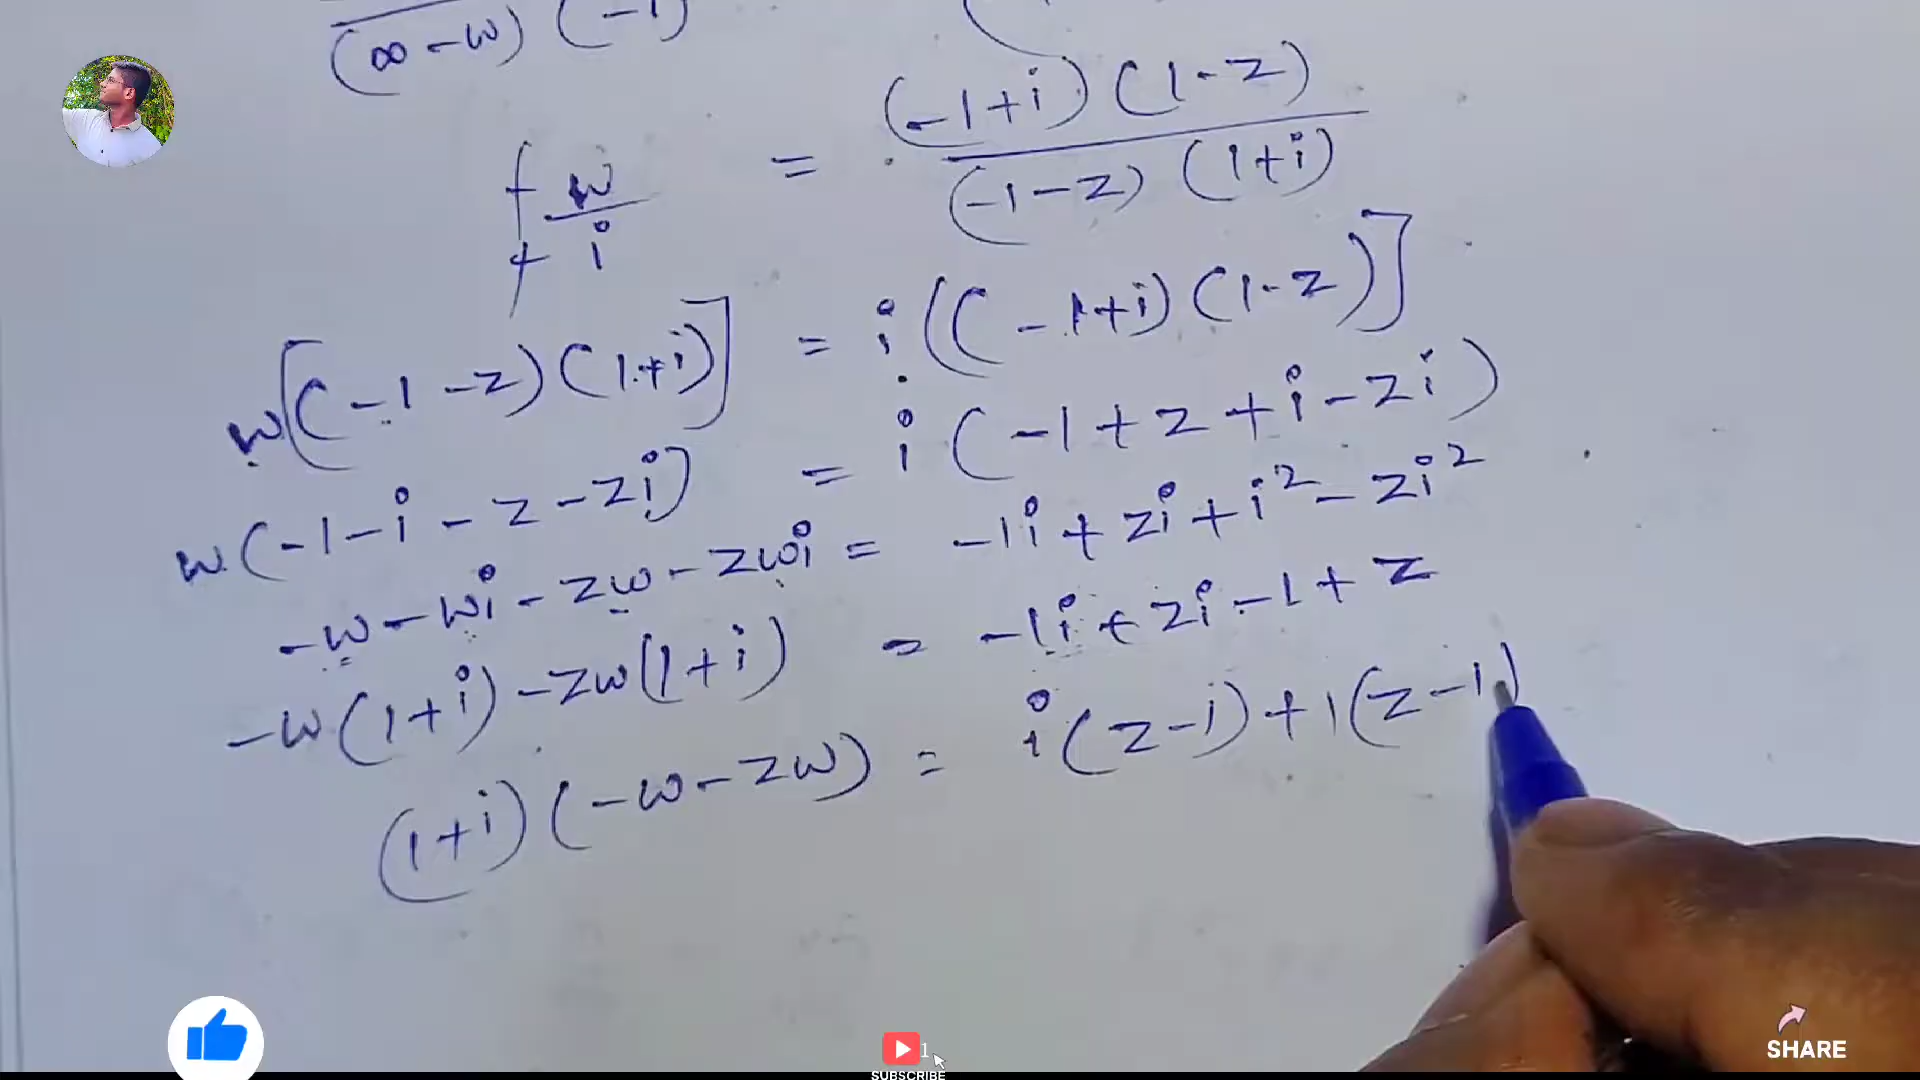 (∞-w) (-1)
+w/+i = (-1+i)(1-z)/(-1-z)(1+i)
w[(-1-z)(1+i)] = i((-1+i)(1-z)]
w(-1-i-z-zi) = i(-1+z+i-zi)
-w-wi-zw-zwi = -1i+zi+i²-zi²
-w(1+i)-zw(1+i) = -1i+zi-1+z
(1+i)(-w-zw) = i(z-i)+1(z-1)
1
SUBSCRIBE
SHARE